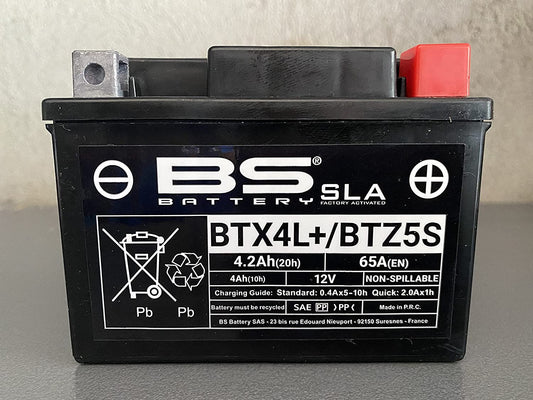 BS®
BATTERY
SLA
FACTORY ACTIVATED
BTX4L+/BTZ5S
4.2Ah(20h) 65A(EN)
4Ah(10h) 12V NON-SPILLABLE
Charging Guide: Standard: 0.4Ax5-10h Quick: 2.0Ax1h
Battery must be recycled SAE PP >PP< Made in P.R.C.
BS Battery SAS - 23 bis rue Edouard Nieuport - 92150 Suresnes - France
Pb Pb